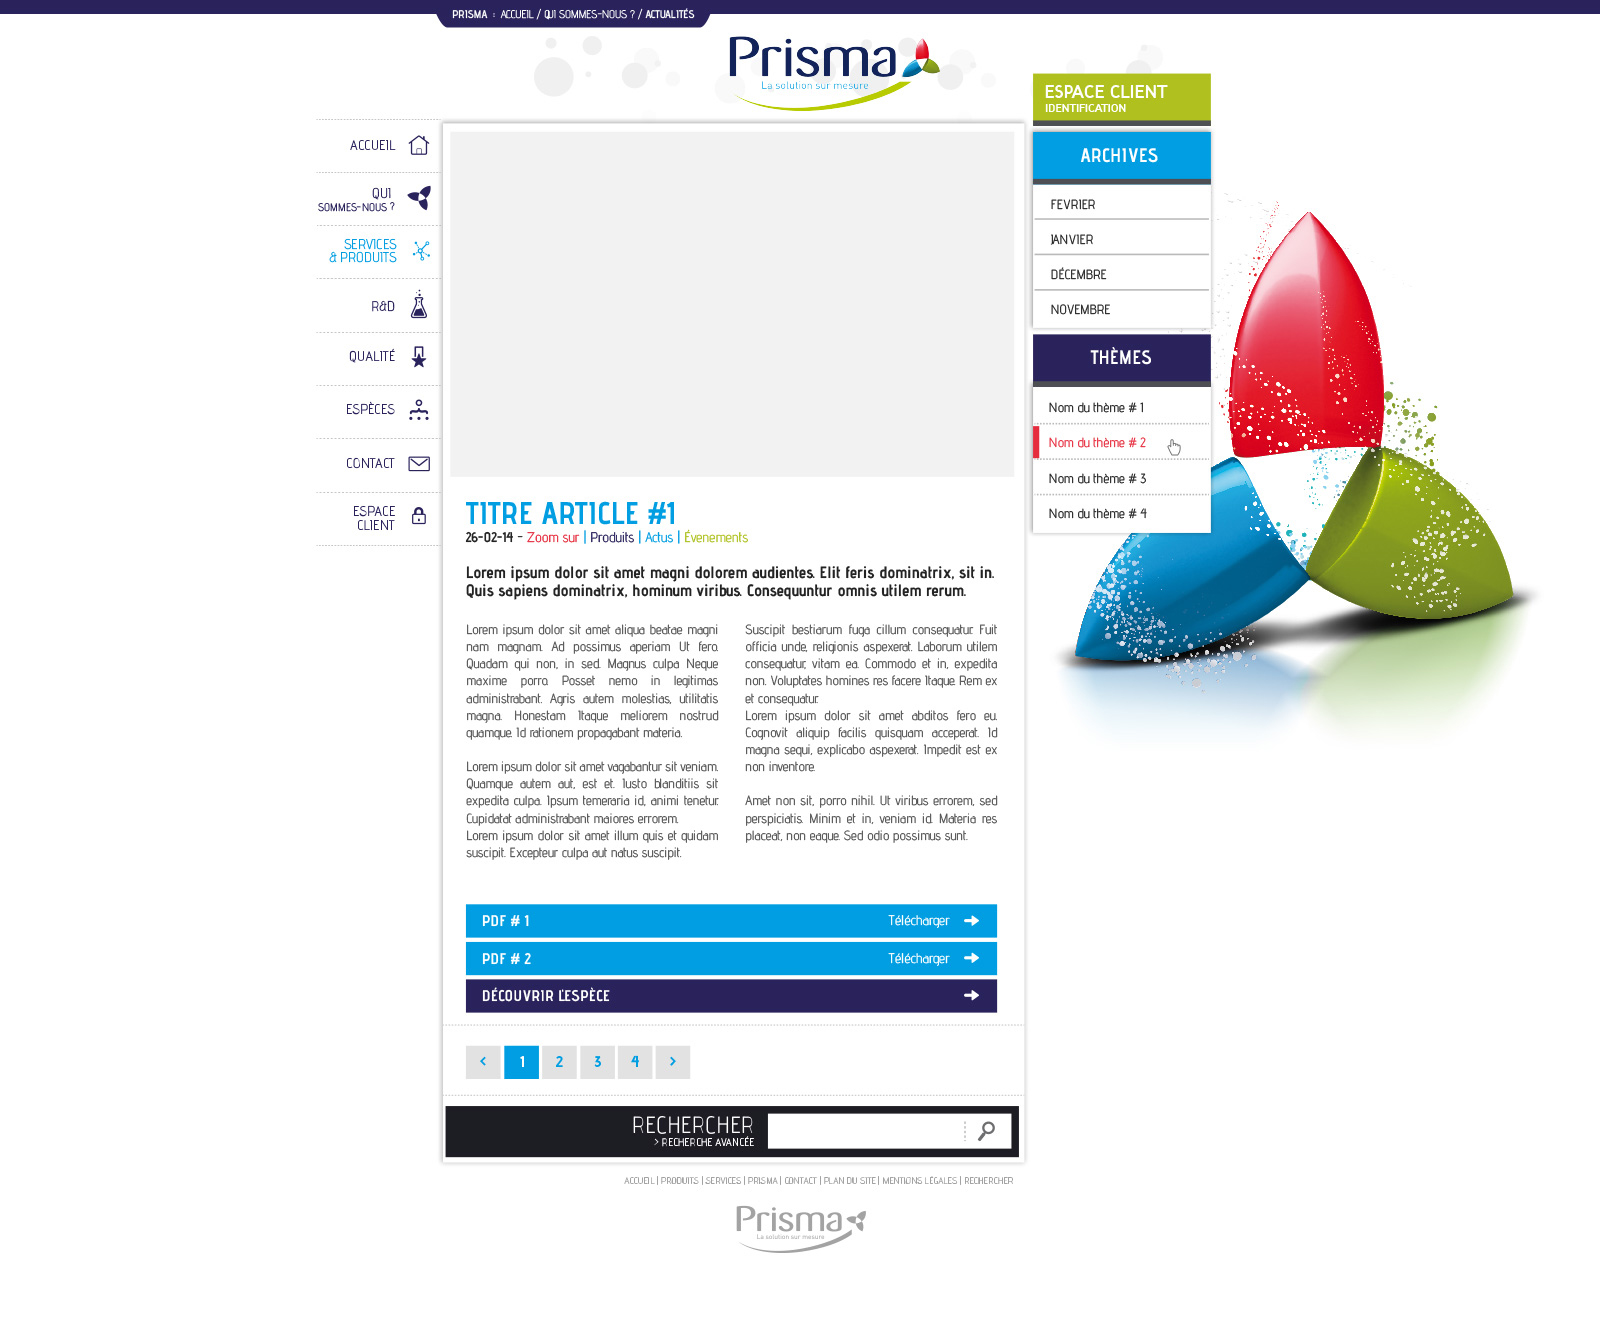 PRISMA : ACCUEIL / QUI SOMMES-NOUS ? / ACTUALITÉS
Prisma
La solution sur mesure
ACCUEIL
QUI
SOMMES-NOUS ?
SERVICES
& PRODUITS
R&D
QUALITÉ
ESPÈCES
CONTACT
ESPACE
CLIENT
ESPACE CLIENT
IDENTIFICATION
ARCHIVES
FEVRIER
JANVIER
DÉCEMBRE
NOVEMBRE
THÈMES
Nom du thème # 1
Nom du thème # 2
Nom du thème # 3
Nom du thème # 4
TITRE ARTICLE #1
26-02-14 - Zoom sur | Produits | Actus | Évenements
Lorem ipsum dolor sit amet magni dolorem audientes. Elit feris dominatrix, sit in.
Quis sapiens dominatrix, hominum viribus. Consequuntur omnis utilem rerum.
Lorem ipsum dolor sit amet aliqua beatae magni
nam magnam. Ad possimus aperiam Ut fero.
Quadam qui non, in sed. Magnus culpa Neque
maxime porro. Posset nemo in legitimas
administrabant. Agris autem molestias, utilitatis
magna. Honestam Itaque meliorem nostrud
quamque. Id rationem propagabant materia.
Lorem ipsum dolor sit amet vagabantur sit veniam.
Quamque autem aut, est et. Iusto blanditiis sit
expedita culpa. Ipsum temeraria id, animi tenetur.
Cupidatat administrabant maiores errorem.
Lorem ipsum dolor sit amet illum quis et quidam
suscipit. Excepteur culpa aut natus suscipit.
Suscipit bestiarum fuga cillum consequatur. Fuit
officia unde, religionis aspexerat. Laborum utilem
consequatur, vitam ea. Commodo et in, expedita
non. Voluptates homines res facere Itaque Rem ex
et consequatur.
Lorem ipsum dolor sit amet abditos fero eu.
Cognovit aliquip facilis quisquam acceperat. Id
magna sequi, explicabo aspexerat. Impedit est ex
non inventore.
Amet non sit, porro nihil. Ut viribus errorem, sed
perspiciatis. Minim et in, veniam id. Materia res
placeat, non eaque. Sed odio possimus sunt.
PDF # 1 Télécharger
PDF # 2 Télécharger
DÉCOUVRIR L'ESPÈCE
< 1 2 3 4 >
RECHERCHER
> RECHERCHE AVANCÉE
ACCUEIL | PRODUITS | SERVICES | PRISMA | CONTACT | PLAN DU SITE | MENTIONS LÉGALES | RECHERCHER
Prisma
La solution sur mesure